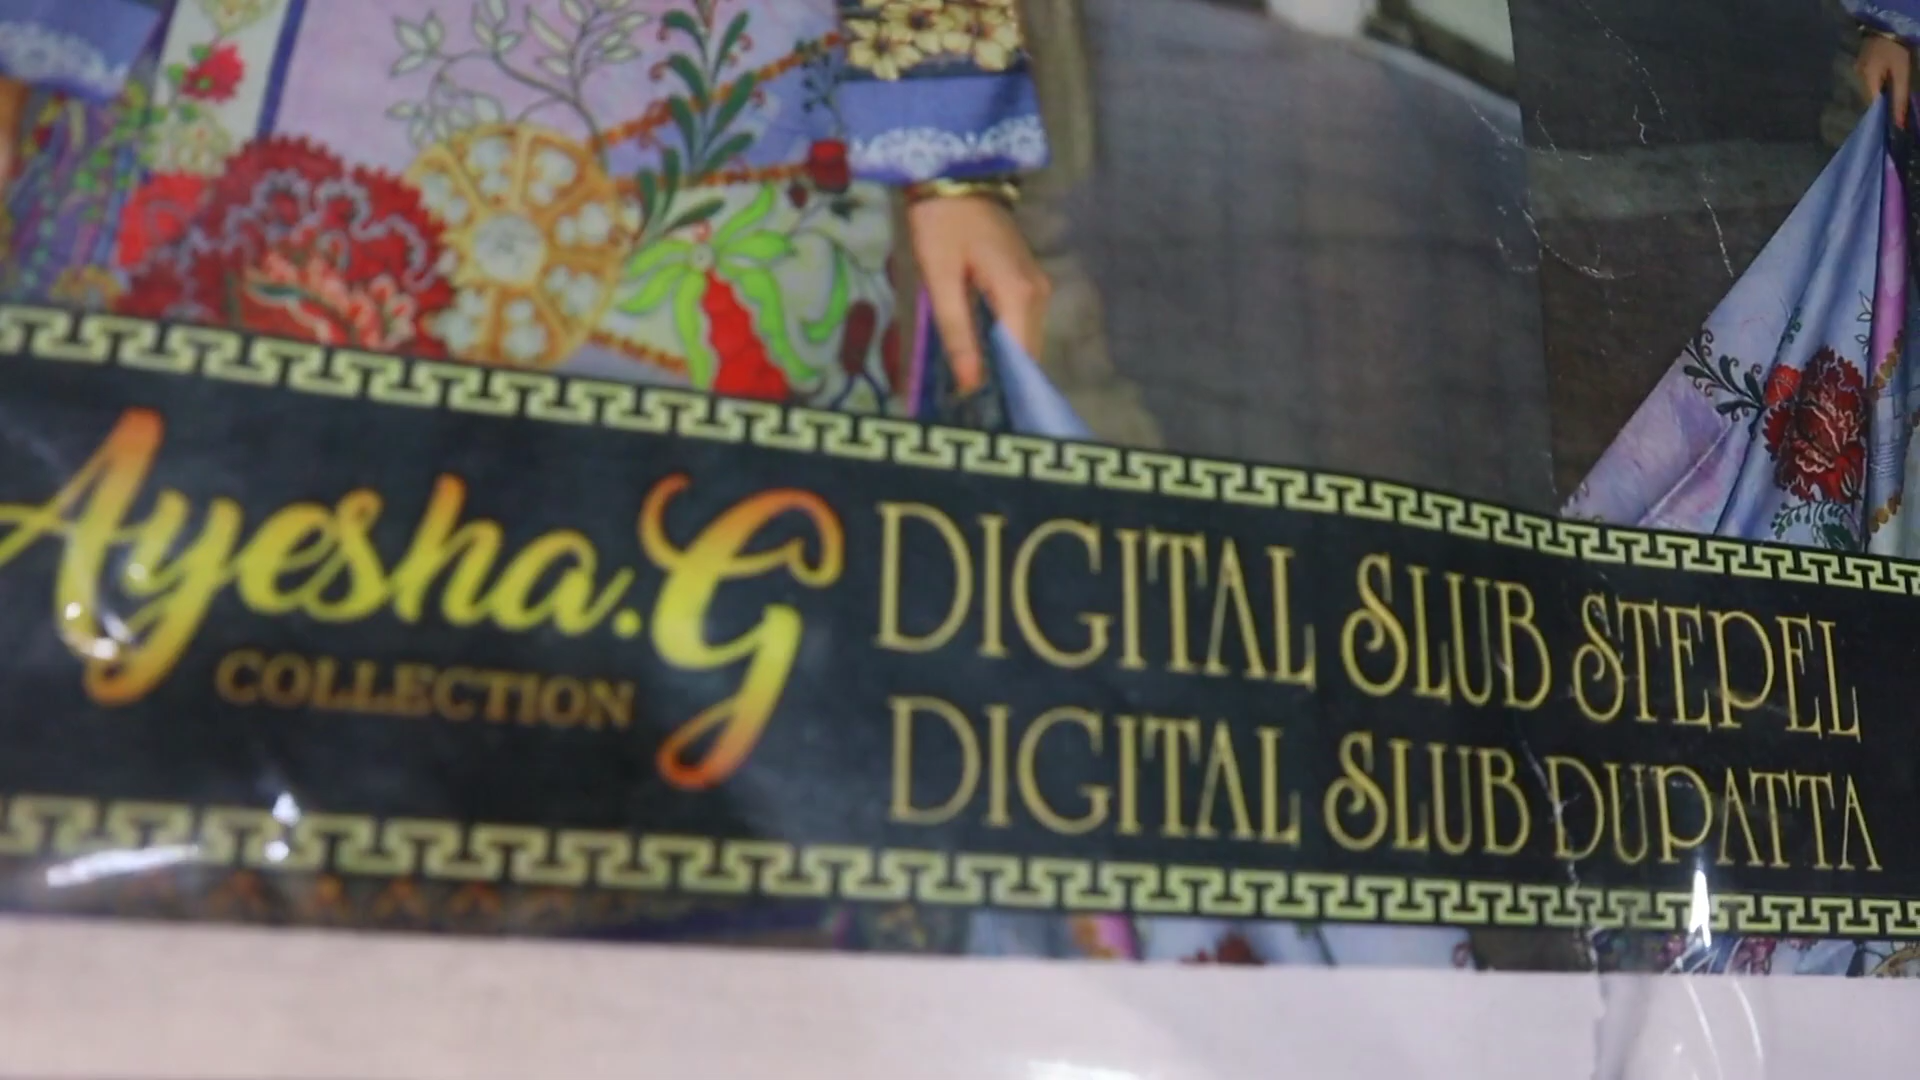 Ayesha.G
COLLECTION
DIGITAL SLUB STEPEL
DIGITAL SLUB DUPATTA